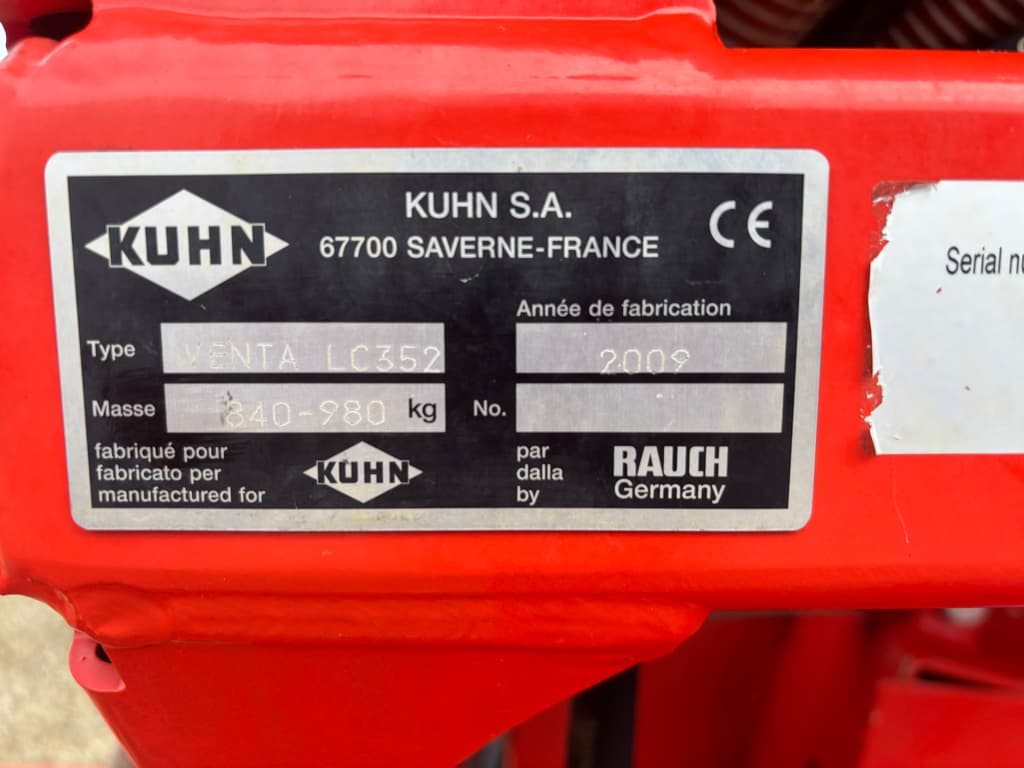 KUHN
KUHN S.A.
67700 SAVERNE-FRANCE
CE
Année de fabrication
Type VENTA LC352
2009
Masse 840-980 kg
No.
fabriqué pour
fabricato per
manufactured for
KUHN
par
dalla
by
RAUCH
Germany
Serial